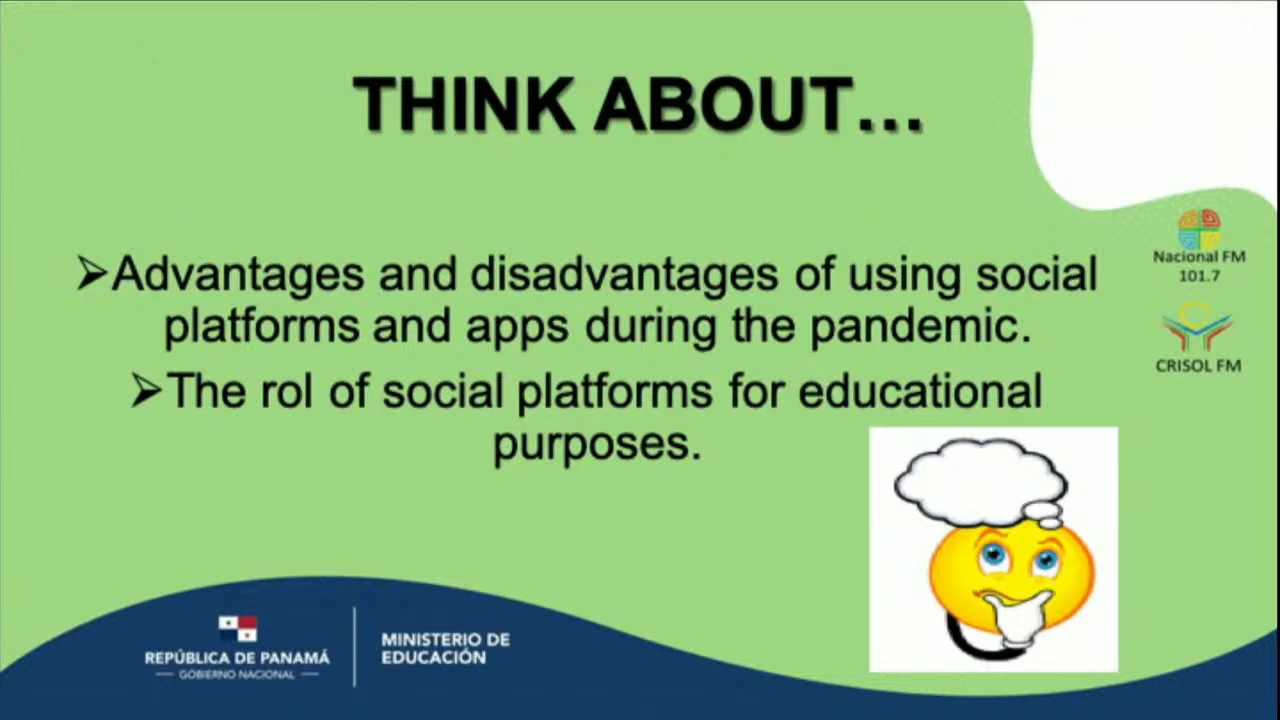 THINK ABOUT...
➢Advantages and disadvantages of using social
platforms and apps during the pandemic.
➢The rol of social platforms for educational
purposes.
Nacional FM
101.7
CRISOL FM
REPÚBLICA DE PANAMÁ
— GOBIERNO NACIONAL —
MINISTERIO DE
EDUCACIÓN